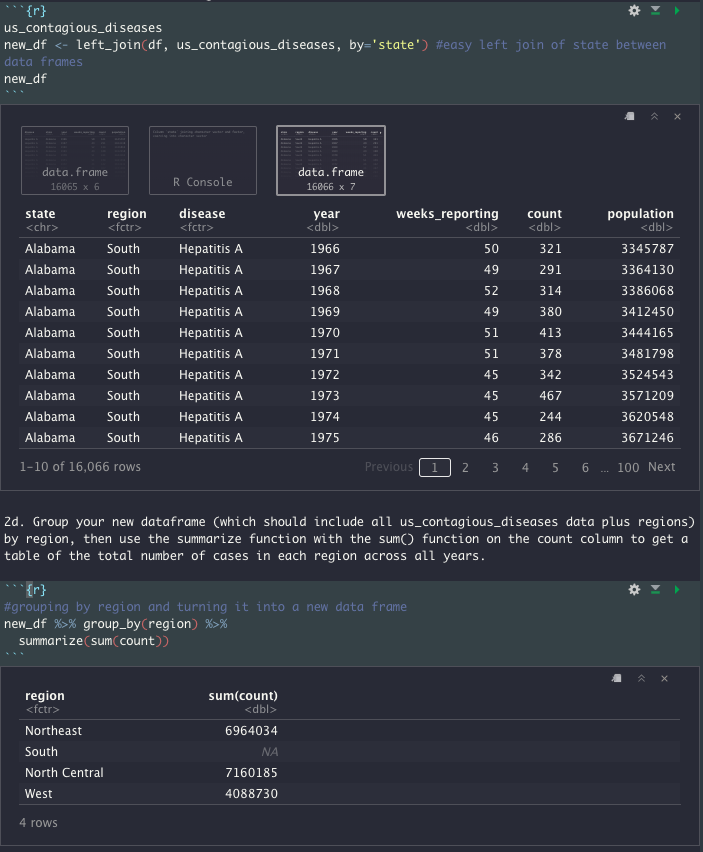 ```{r}
us_contagious_diseases
new_df <- left_join(df, us_contagious_diseases, by='state') #easy left join of state between
data frames
new_df
```
data.frame
16065 x 6
R Console
data.frame
16066 x 7
state region disease year weeks_reporting count population
<chr> <fctr> <fctr> <dbl> <dbl> <dbl> <dbl>
Alabama South Hepatitis A 1966 50 321 3345787
Alabama South Hepatitis A 1967 49 291 3364130
Alabama South Hepatitis A 1968 52 314 3386068
Alabama South Hepatitis A 1969 49 380 3412450
Alabama South Hepatitis A 1970 51 413 3444165
Alabama South Hepatitis A 1971 51 378 3481798
Alabama South Hepatitis A 1972 45 342 3524543
Alabama South Hepatitis A 1973 45 467 3571209
Alabama South Hepatitis A 1974 45 244 3620548
Alabama South Hepatitis A 1975 46 286 3671246
1-10 of 16,066 rows Previous 1 2 3 4 5 6 ... 100 Next
2d. Group your new dataframe (which should include all us_contagious_diseases data plus regions)
by region, then use the summarize function with the sum() function on the count column to get a
table of the total number of cases in each region across all years.
```{r}
#grouping by region and turning it into a new data frame
new_df %>% group_by(region) %>%
summarize(sum(count))
```
region sum(count)
<fctr> <dbl>
Northeast 6964034
South NA
North Central 7160185
West 4088730
4 rows